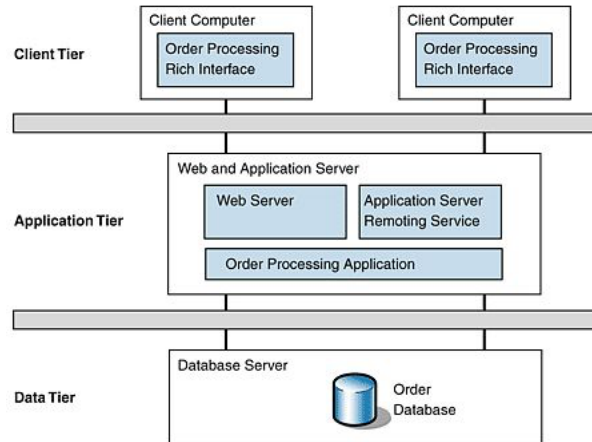 Client Computer
Client Computer
Client Tier
Order Processing
Rich Interface
Order Processing
Rich Interface
Web and Application Server
Web Server
Application Server
Remoting Service
Application Tier
Order Processing Application
Database Server
Data Tier
Order
Database